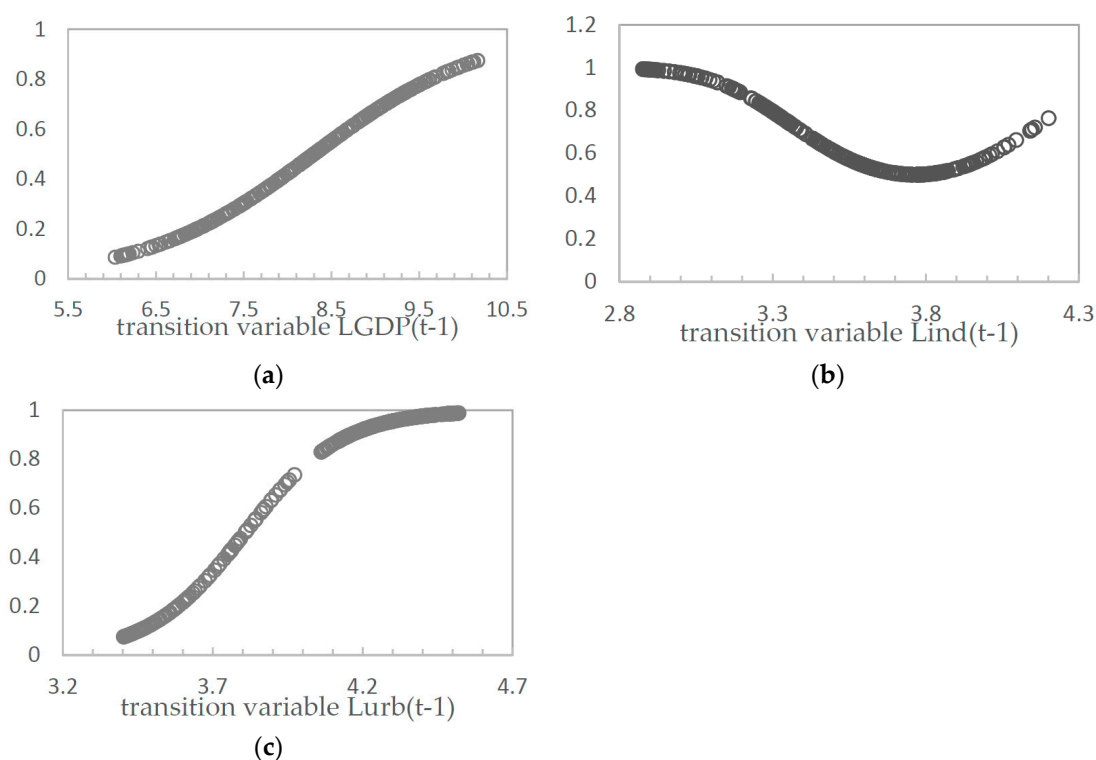 1
0.8
0.6
0.4
0.2
0
5.5 6.5 7.5 8.5 9.5 10.5
transition variable LGDP(t-1)
(a)
1.2
1
0.8
0.6
0.4
0.2
0
2.8 3.3 3.8 4.3
transition variable Lind(t-1)
(b)
1
0.8
0.6
0.4
0.2
0
3.2 3.7 4.2 4.7
transition variable Lurb(t-1)
(c)